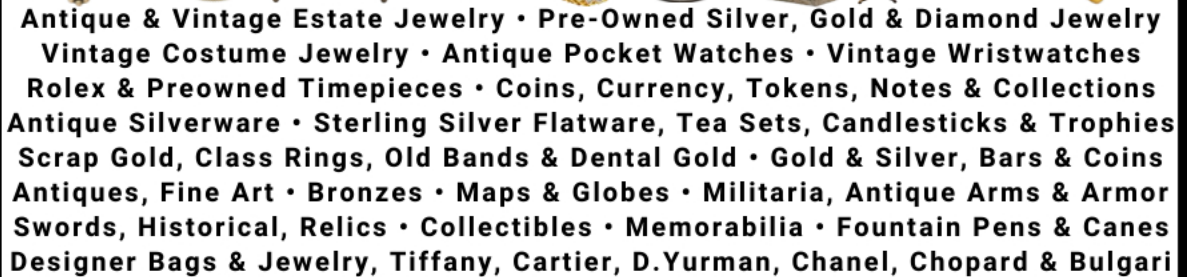 Antique & Vintage Estate Jewelry • Pre-Owned Silver, Gold & Diamond Jewelry
Vintage Costume Jewelry • Antique Pocket Watches • Vintage Wristwatches
Rolex & Preowned Timepieces • Coins, Currency, Tokens, Notes & Collections
Antique Silverware • Sterling Silver Flatware, Tea Sets, Candlesticks & Trophies
Scrap Gold, Class Rings, Old Bands & Dental Gold • Gold & Silver, Bars & Coins
Antiques, Fine Art • Bronzes • Maps & Globes • Militaria, Antique Arms & Armor
Swords, Historical, Relics • Collectibles • Memorabilia • Fountain Pens & Canes
Designer Bags & Jewelry, Tiffany, Cartier, D.Yurman, Chanel, Chopard & Bulgari